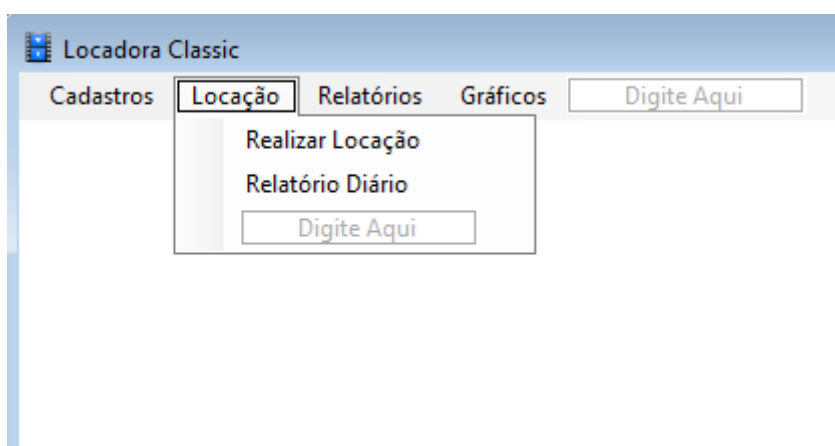 Locadora Classic
Cadastros Locação Relatórios Gráficos Digite Aqui
Realizar Locação
Relatório Diário
Digite Aqui